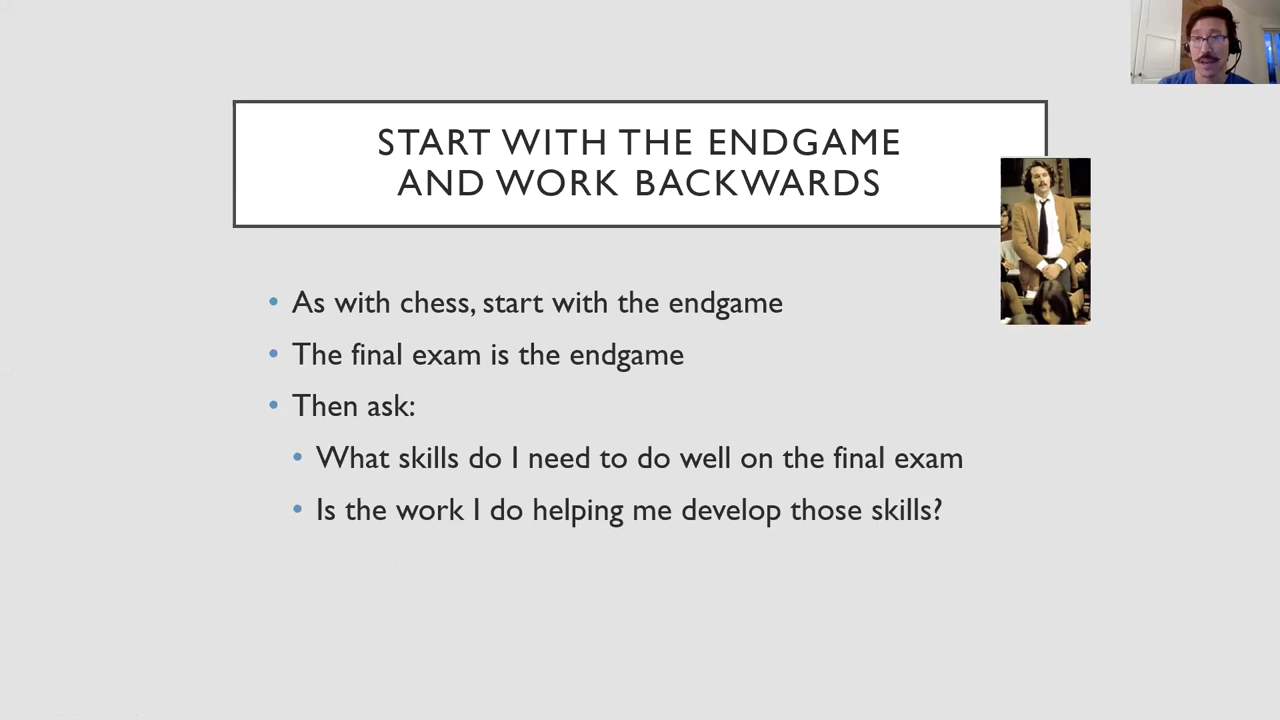 START WITH THE ENDGAME
AND WORK BACKWARDS
• As with chess, start with the endgame
• The final exam is the endgame
• Then ask:
• What skills do I need to do well on the final exam
• Is the work I do helping me develop those skills?